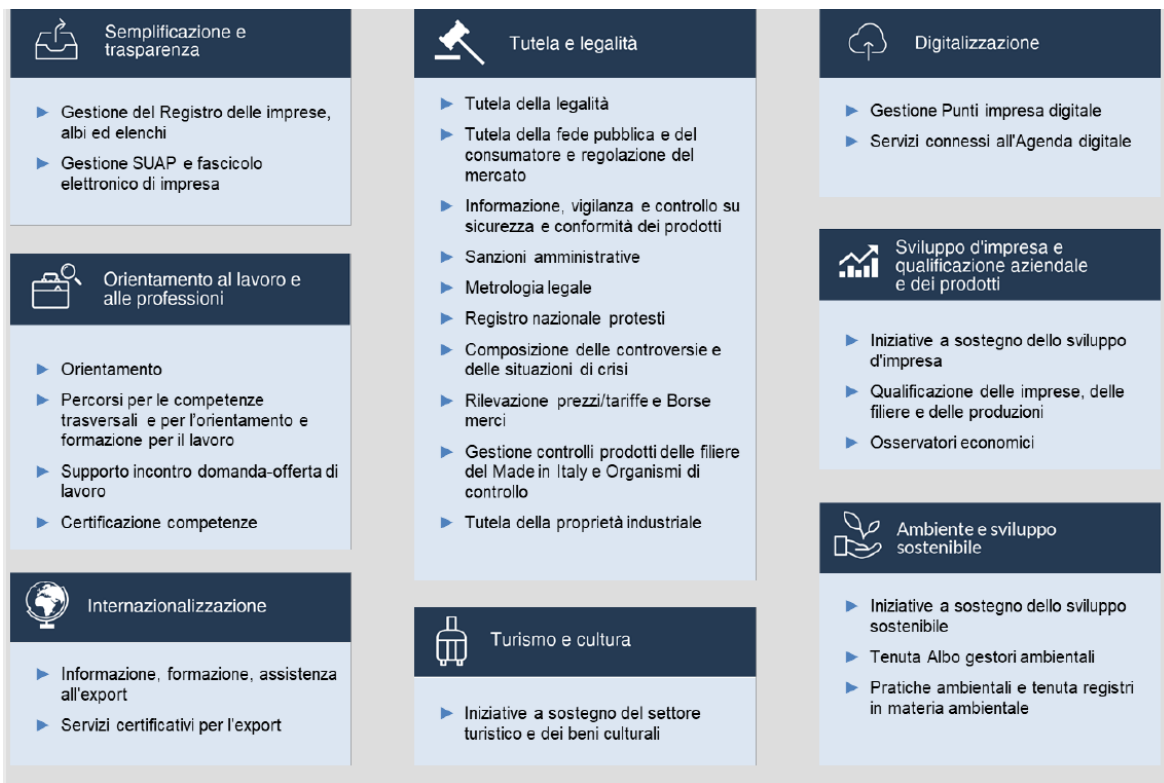 Semplificazione e
trasparenza
Gestione del Registro delle imprese,
albi ed elenchi
Gestione SUAP e fascicolo
elettronico di impresa
Orientamento al lavoro e
alle professioni
Orientamento
Percorsi per le competenze
trasversali e per l'orientamento e
formazione per il lavoro
Supporto incontro domanda-offerta di
lavoro
Certificazione competenze
Internazionalizzazione
Informazione, formazione, assistenza
all'export
Servizi certificativi per l'export
Tutela e legalità
Tutela della legalità
Tutela della fede pubblica e del
consumatore e regolazione del
mercato
Informazione, vigilanza e controllo su
sicurezza e conformità dei prodotti
Sanzioni amministrative
Metrologia legale
Registro nazionale protesti
Composizione delle controversie e
delle situazioni di crisi
Rilevazione prezzi/tariffe e Borse
merci
Gestione controlli prodotti delle filiere
del Made in Italy e Organismi di
controllo
Tutela della proprietà industriale
Turismo e cultura
Iniziative a sostegno del settore
turistico e dei beni culturali
Digitalizzazione
Gestione Punti impresa digitale
Servizi connessi all'Agenda digitale
Sviluppo d'impresa e
qualificazione aziendale
e dei prodotti
Iniziative a sostegno dello sviluppo
d'impresa
Qualificazione delle imprese, delle
filiere e delle produzioni
Osservatori economici
Ambiente e sviluppo
sostenibile
Iniziative a sostegno dello sviluppo
sostenibile
Tenuta Albo gestori ambientali
Pratiche ambientali e tenuta registri
in materia ambientale